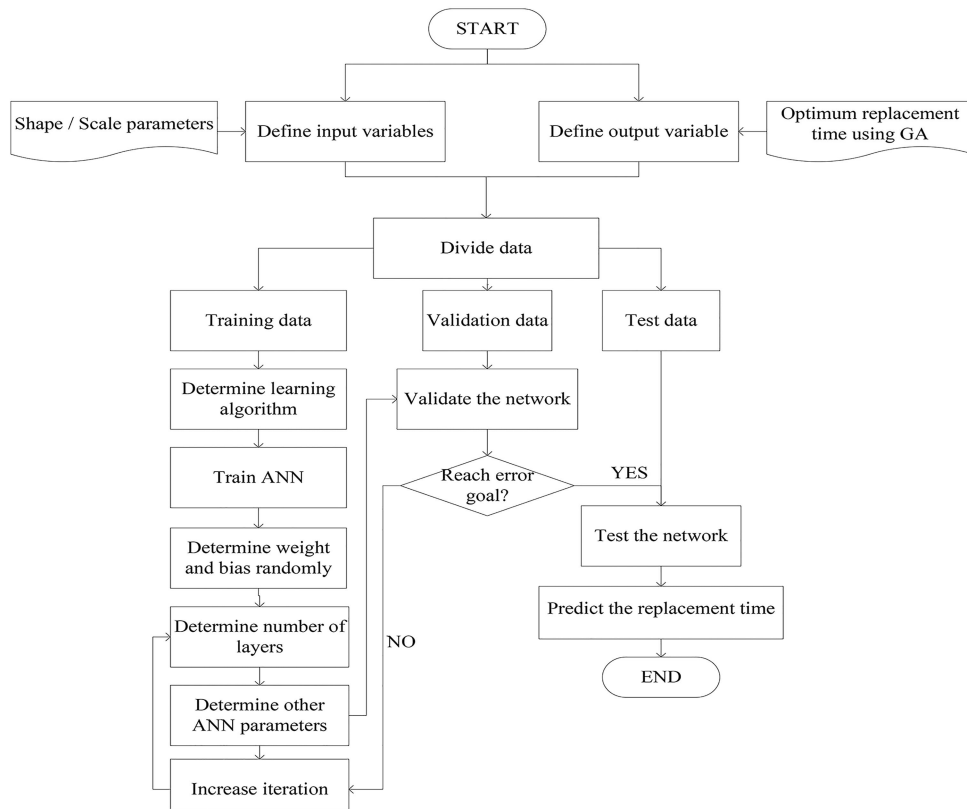 START
Shape / Scale parameters
Define input variables
Define output variable
Optimum replacement
time using GA
Divide data
Training data
Validation data
Test data
Determine learning
algorithm
Validate the network
Train ANN
Reach error
goal?
YES
Determine weight
and bias randomly
Test the network
Determine number of
layers
NO
Predict the replacement time
END
Determine other
ANN parameters
Increase iteration